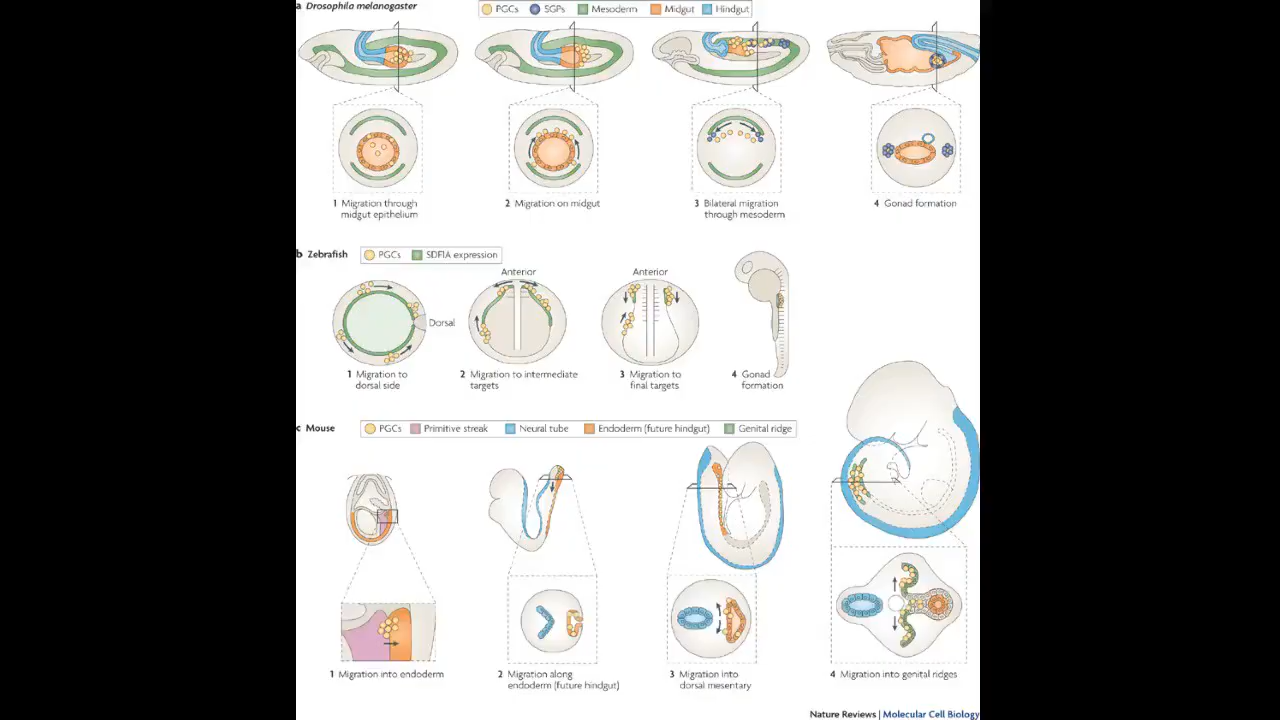 a Drosophila melanogaster
PGCs SGPs Mesoderm Midgut Hindgut
1 Migration through
midgut epithelium
2 Migration on midgut
3 Bilateral migration
through mesoderm
4 Gonad formation
b Zebrafish
PGCs SDF1A expression
Anterior
Anterior
Dorsal
1 Migration to
dorsal side
2 Migration to intermediate
targets
3 Migration to
final targets
4 Gonad
formation
c Mouse
PGCs Primitive streak Neural tube Endoderm (future hindgut) Genital ridge
1 Migration into endoderm
2 Migration along
endoderm (future hindgut)
3 Migration into
dorsal mesentary
4 Migration into genital ridges
Nature Reviews | Molecular Cell Biology